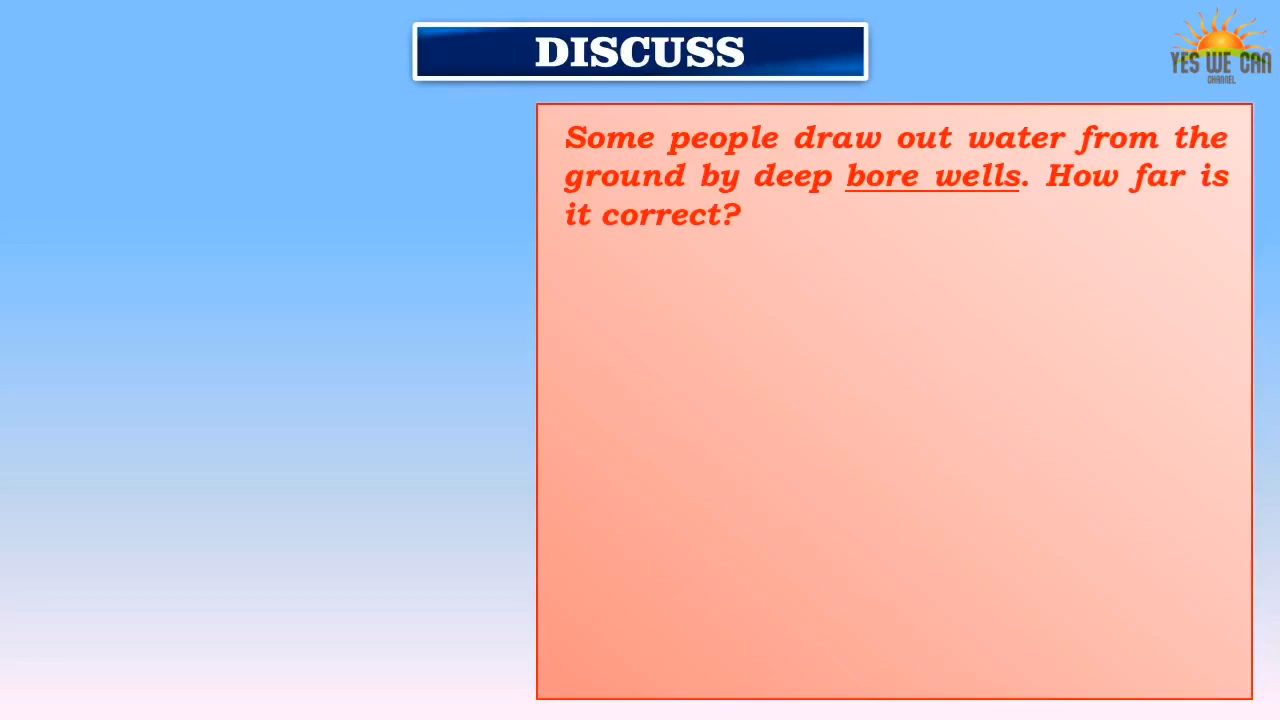 DISCUSS
YES WE CAN
CHANNEL
Some people draw out water from the
ground by deep bore wells. How far is
it correct?